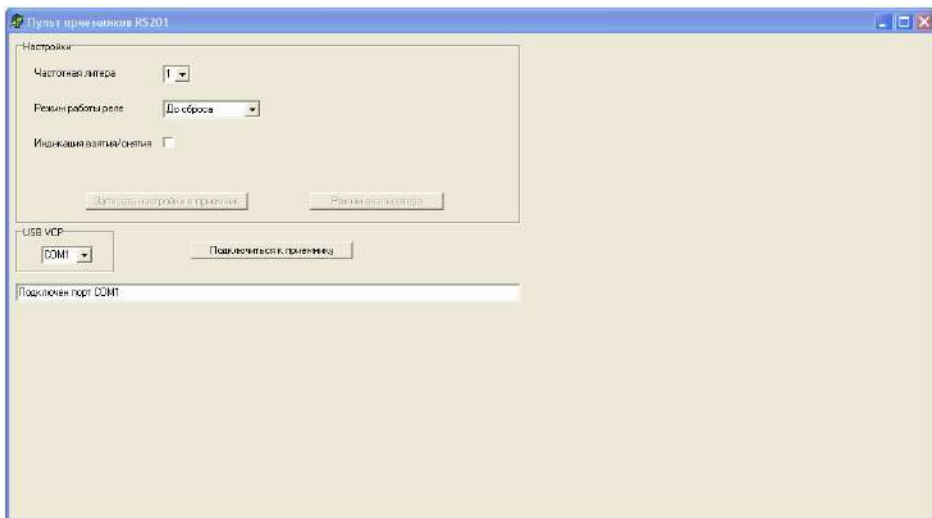 Пульт приемников RS201
Настройки
Частотная литера 1
Режим работы реле До сброса
Индикация взятия/снятия
Записать настройки в приемник Режим анализатора
USB VCP
COM1 Подключиться к приемнику
Подключен порт COM1